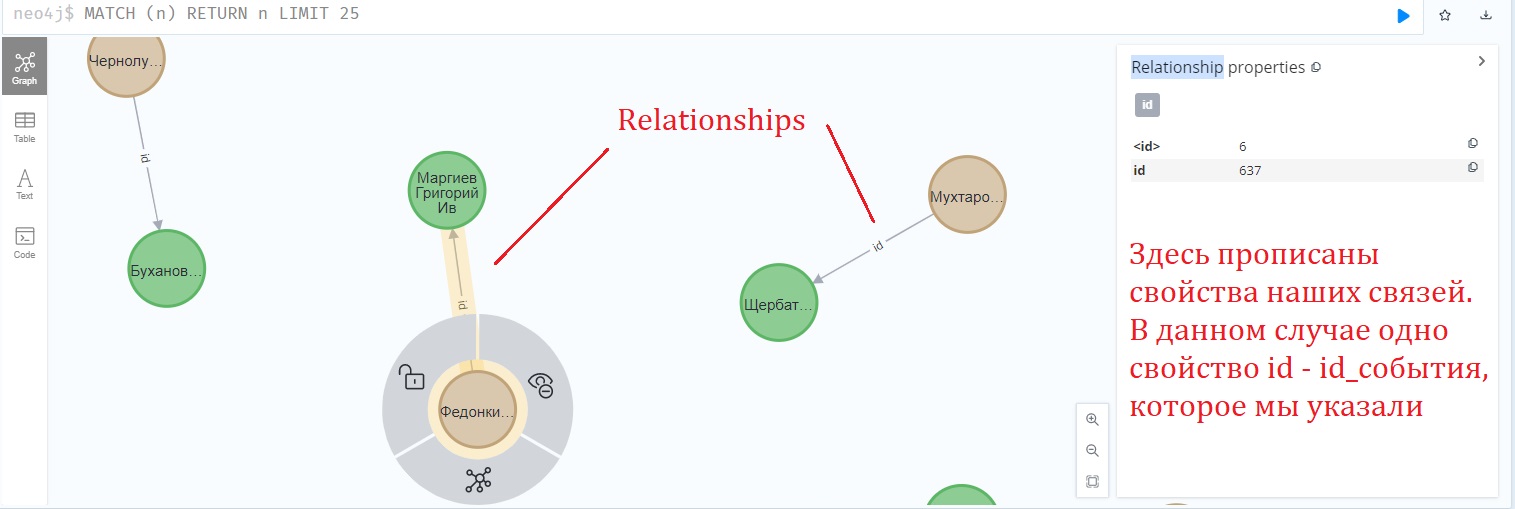 neo4j$ MATCH (n) RETURN n LIMIT 25
Graph
Table
Text
Code
Чернолу...
id
Буханов...
Relationships
Маргиев
Григорий
Ив
id
Федонки...
Мухтаро...
id
Щербат...
Relationship properties
id
<id> 6
id 637
Здесь прописаны
свойства наших связей.
В данном случае одно
свойство id - id_события,
которое мы указали